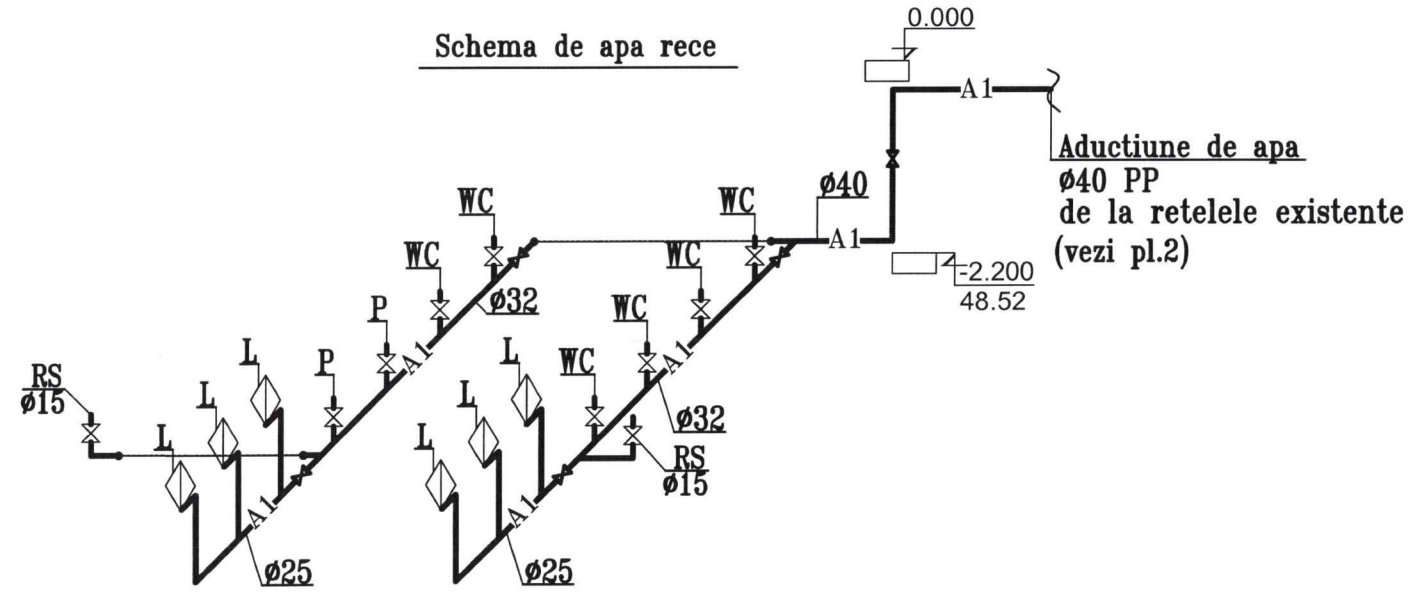 0.000
Schema de apa rece
A1
Aductiune de apa
ø40 PP
de la retelele existente
(vezi pl.2)
WC
WC
ø40
A1
WC
WC
-2.200
48.52
P
ø32
WC
A1
L
P
L
WC
A1
RS
ø15
L
L
ø32
L
L
RS
ø15
A1
A1
ø25
ø25